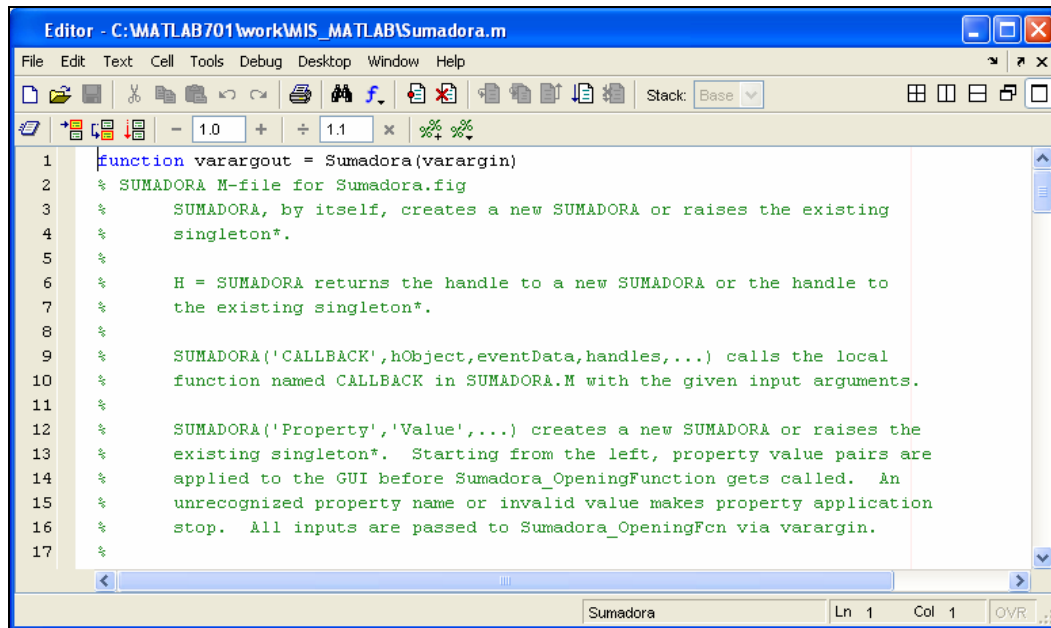 Editor - C:\MATLAB701\work\MIS_MATLAB\Sumadora.m
File Edit Text Cell Tools Debug Desktop Window Help
Stack: Base
- 1.0 + ÷ 1.1 ×
1 function varargout = Sumadora(varargin)
2 % SUMADORA M-file for Sumadora.fig
3 % SUMADORA, by itself, creates a new SUMADORA or raises the existing
4 % singleton*.
5 %
6 % H = SUMADORA returns the handle to a new SUMADORA or the handle to
7 % the existing singleton*.
8 %
9 % SUMADORA('CALLBACK',hObject,eventData,handles,...) calls the local
10 % function named CALLBACK in SUMADORA.M with the given input arguments.
11 %
12 % SUMADORA('Property','Value',...) creates a new SUMADORA or raises the
13 % existing singleton*. Starting from the left, property value pairs are
14 % applied to the GUI before Sumadora_OpeningFunction gets called. An
15 % unrecognized property name or invalid value makes property application
16 % stop. All inputs are passed to Sumadora_OpeningFcn via varargin.
17 %
Sumadora Ln 1 Col 1 OVR